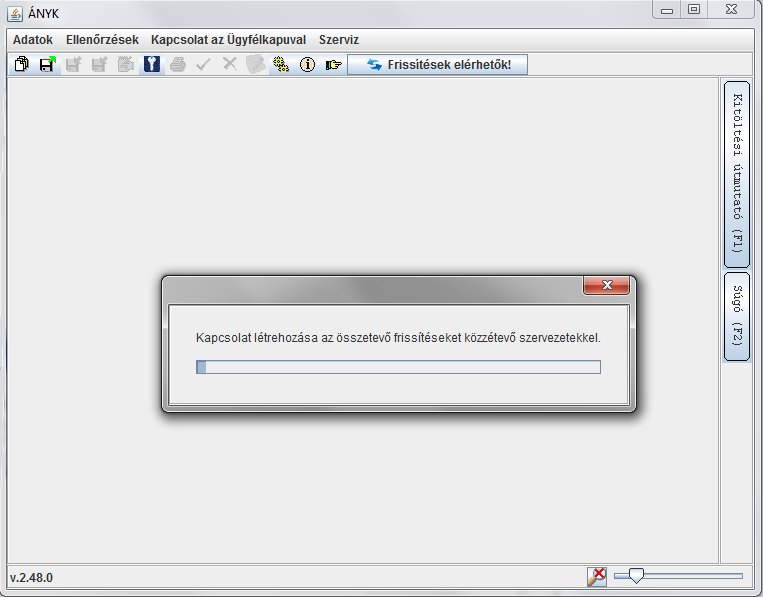 ÁNYK
Adatok Ellenőrzések Kapcsolat az Ügyfélkapuval Szerviz
Frissítések elérhetők!
Kitöltési útmutató (F1)
Súgó (F2)
Kapcsolat létrehozása az összetevő frissítéseket közzétevő szervezetekkel.
v.2.48.0